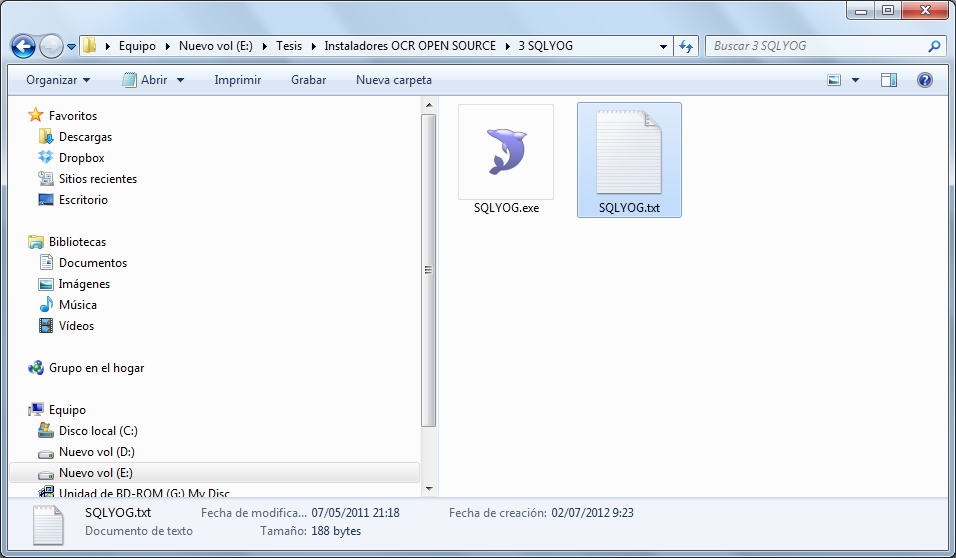 Equipo Nuevo vol (E:) Tesis Instaladores OCR OPEN SOURCE 3 SQLYOG Buscar 3 SQLYOG
Organizar Abrir Imprimir Grabar Nueva carpeta
Favoritos
Descargas
Dropbox
Sitios recientes
Escritorio
Bibliotecas
Documentos
Imágenes
Música
Vídeos
Grupo en el hogar
Equipo
Disco local (C:)
Nuevo vol (D:)
Nuevo vol (E:)
Unidad de BD-ROM (G:) My Disc
SQLYOG.exe
SQLYOG.txt
SQLYOG.txt Fecha de modifica... 07/05/2011 21:18 Fecha de creación: 02/07/2012 9:23
Documento de texto Tamaño: 188 bytes